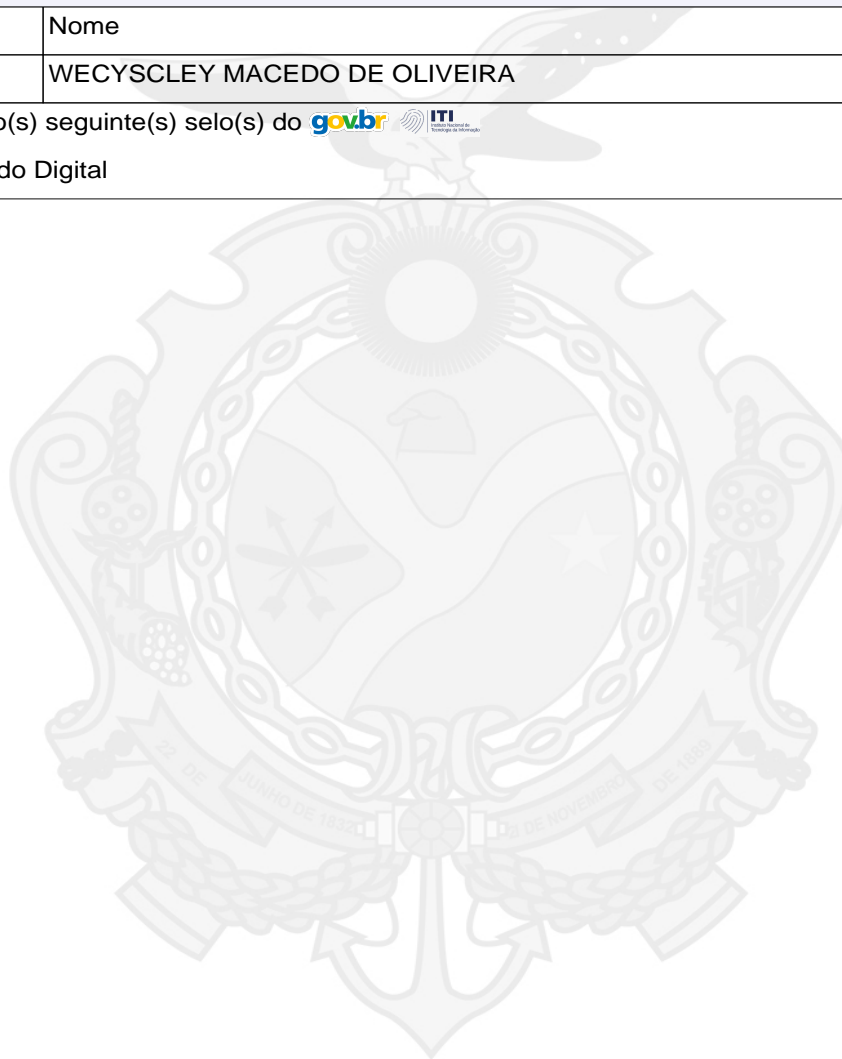 Nome
WECYSCLEY MACEDO DE OLIVEIRA
o(s) seguinte(s) selo(s) do gov.br ITI
do Digital
22 DE JUNHO DE 1832
DE NOVEMBRO DE 1889